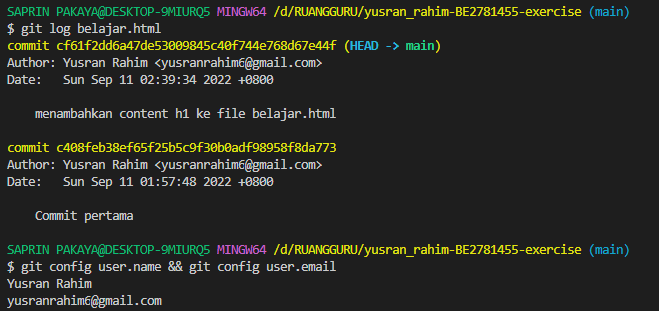 SAPRIN PAKAYA@DESKTOP-9MIURQ5 MINGW64 /d/RUANGGURU/yusran_rahim-BE2781455-exercise (main)
$ git log belajar.html
commit cf61f2dd6a47de53009845c40f744e768d67e44f (HEAD -> main)
Author: Yusran Rahim <yusranrahim6@gmail.com>
Date:   Sun Sep 11 02:39:34 2022 +0800
    menambahkan content h1 ke file belajar.html
commit c408feb38ef65f25b5c9f30b0adf98958f8da773
Author: Yusran Rahim <yusranrahim6@gmail.com>
Date:   Sun Sep 11 01:57:48 2022 +0800
    Commit pertama
SAPRIN PAKAYA@DESKTOP-9MIURQ5 MINGW64 /d/RUANGGURU/yusran_rahim-BE2781455-exercise (main)
$ git config user.name && git config user.email
Yusran Rahim
yusranrahim6@gmail.com